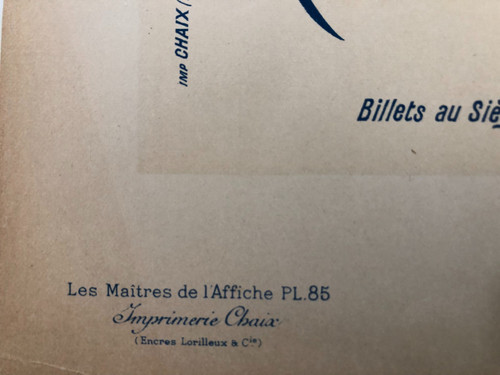 IMP CHAIX (
Billets au Siè
Les Maîtres de l'Affiche PL.85
Imprimerie Chaix
(Encres Lorilleux & Cie)